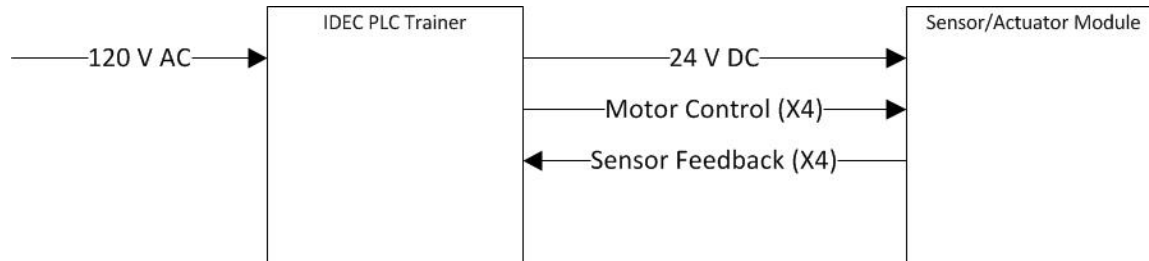 IDEC PLC Trainer
Sensor/Actuator Module
120 V AC
24 V DC
Motor Control (X4)
Sensor Feedback (X4)